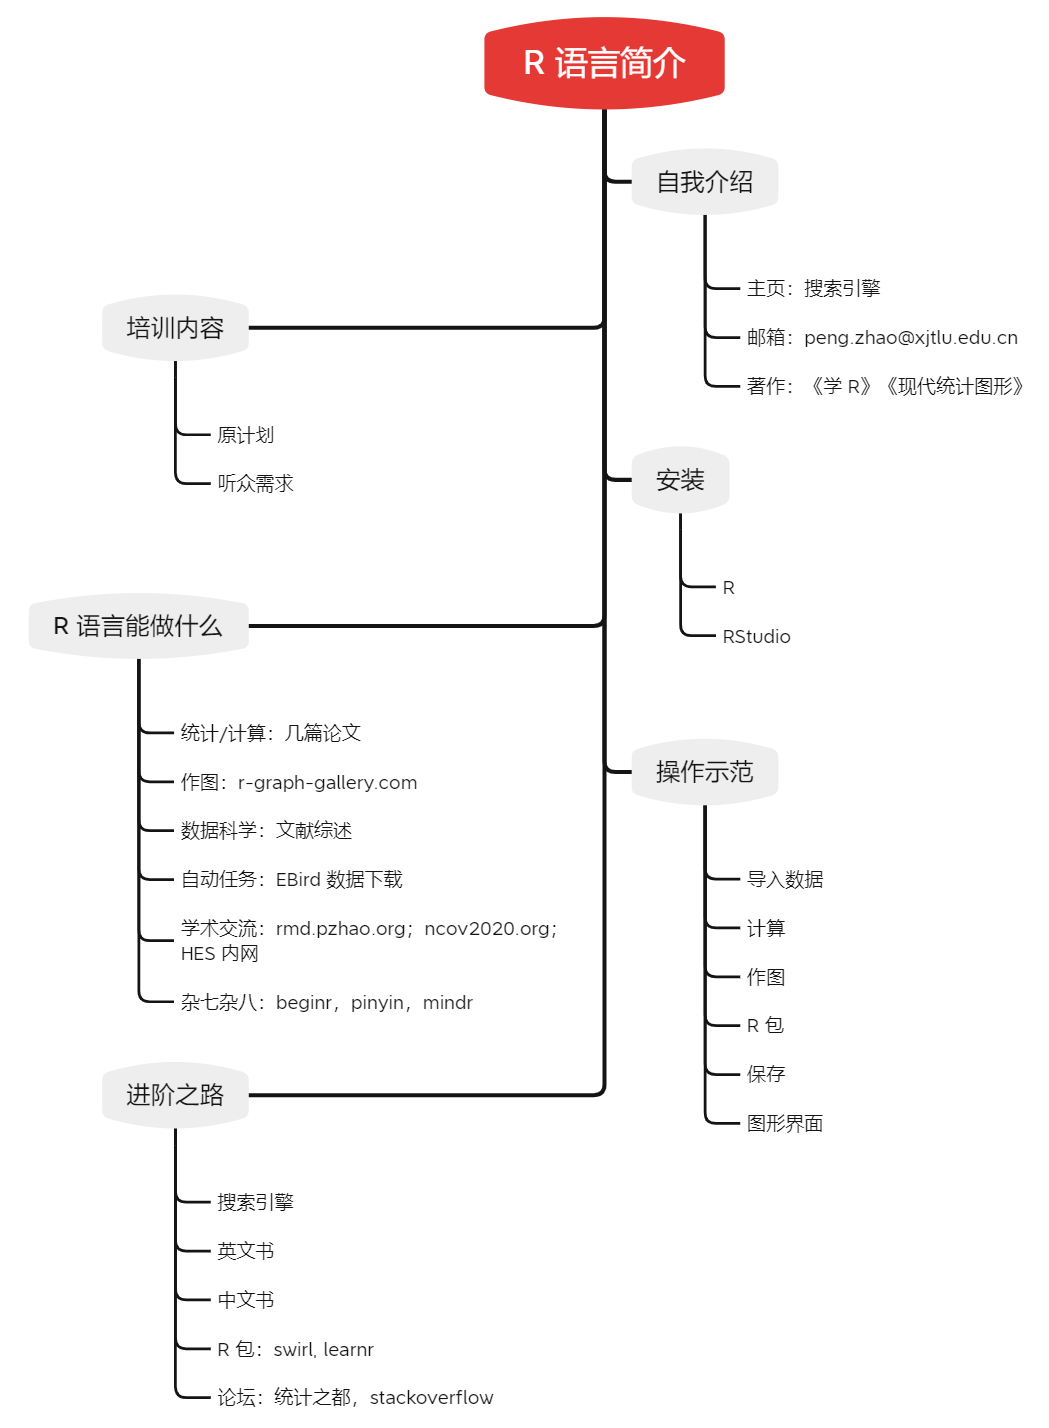 R 语言简介
自我介绍
主页：搜索引擎
邮箱：peng.zhao@xjtlu.edu.cn
著作：《学 R》《现代统计图形》
培训内容
原计划
听众需求
安装
R
RStudio
R 语言能做什么
统计/计算：几篇论文
作图：r-graph-gallery.com
数据科学：文献综述
自动任务：EBird 数据下载
学术交流：rmd.pzhao.org；ncov2020.org；
HES 内网
杂七杂八：beginr，pinyin，mindr
操作示范
导入数据
计算
作图
R 包
保存
图形界面
进阶之路
搜索引擎
英文书
中文书
R 包：swirl, learnr
论坛：统计之都，stackoverflow